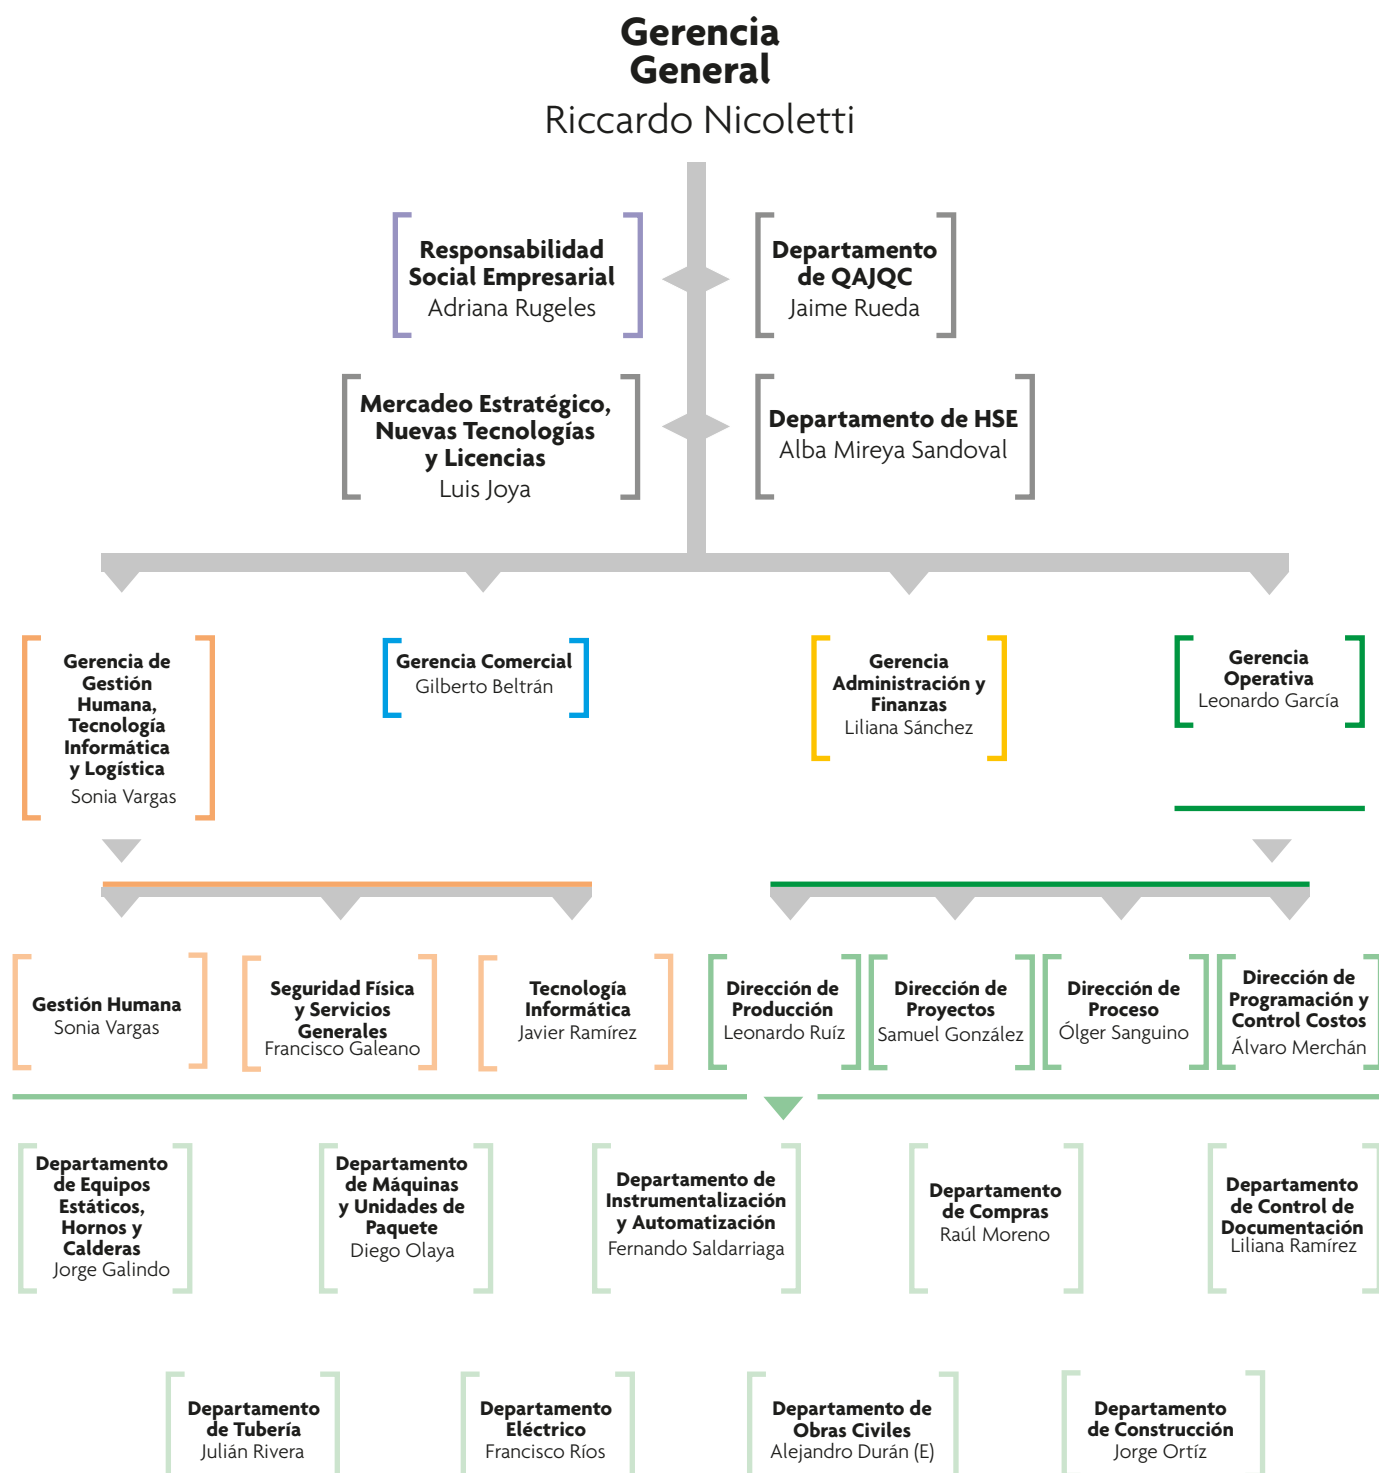 Gerencia
General
Riccardo Nicoletti
Responsabilidad
Social Empresarial
Adriana Rugeles
Departamento
de QAJQC
Jaime Rueda
Mercadeo Estratégico,
Nuevas Tecnologías
y Licencias
Luis Joya
Departamento de HSE
Alba Mireya Sandoval
Gerencia de
Gestión
Humana,
Tecnología
Informática
y Logística
Sonia Vargas
Gerencia Comercial
Gilberto Beltrán
Gerencia
Administración y
Finanzas
Liliana Sánchez
Gerencia
Operativa
Leonardo García
Gestión Humana
Sonia Vargas
Seguridad Física
y Servicios
Generales
Francisco Galeano
Tecnología
Informática
Javier Ramírez
Dirección de
Producción
Leonardo Ruíz
Dirección de
Proyectos
Samuel González
Dirección de
Proceso
Ólger Sanguino
Dirección de
Programación y
Control Costos
Álvaro Merchán
Departamento
de Equipos
Estáticos,
Hornos y
Calderas
Jorge Galindo
Departamento
de Máquinas
y Unidades de
Paquete
Diego Olaya
Departamento de
Instrumentalización
y Automatización
Fernando Saldarriaga
Departamento
de Compras
Raúl Moreno
Departamento
de Control de
Documentación
Liliana Ramírez
Departamento
de Tubería
Julián Rivera
Departamento
Eléctrico
Francisco Ríos
Departamento de
Obras Civiles
Alejandro Durán (E)
Departamento
de Construcción
Jorge Ortíz